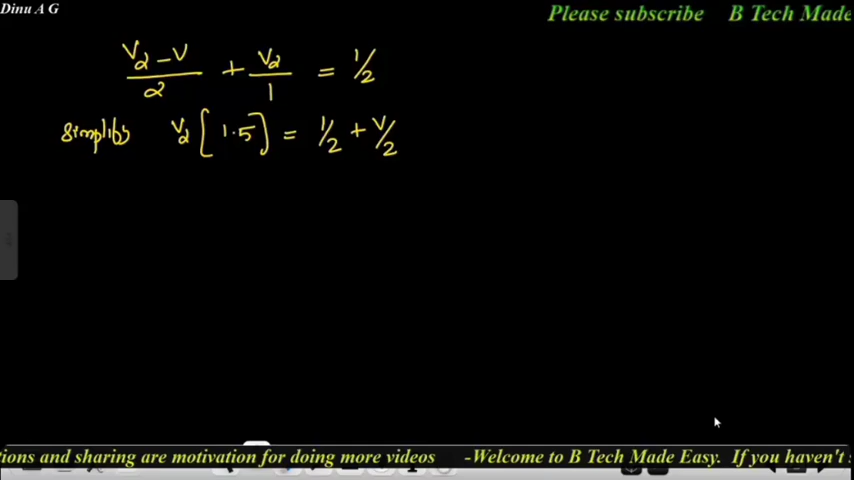 Dinu A G
Please subscribe B Tech Made
V2 - V / 2 + V2 / 1 = 1/2
Simplify V2 [ 1.5 ] = 1/2 + V/2
tions and sharing are motivation for doing more videos -Welcome to B Tech Made Easy. If you haven't s